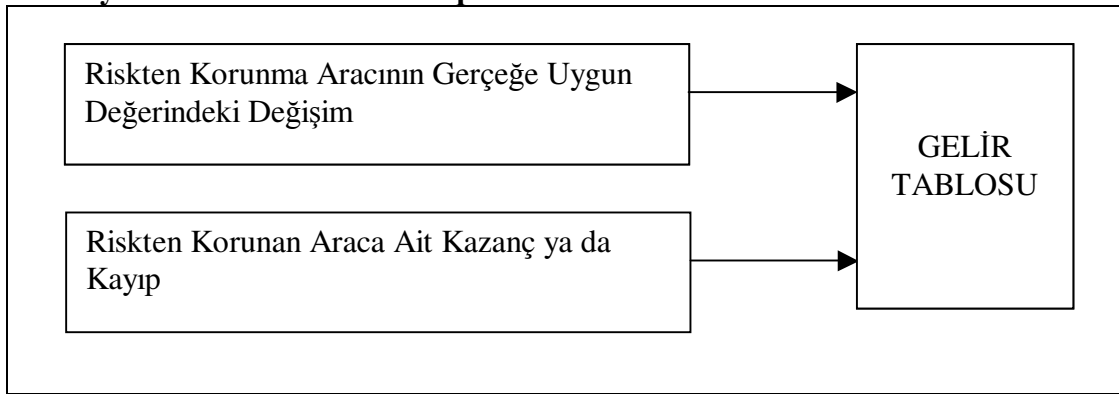 Riskten Korunma Aracının Gerçeğe Uygun
Değerindeki Değişim
GELİR
TABLOSU
Riskten Korunan Araca Ait Kazanç ya da
Kayıp